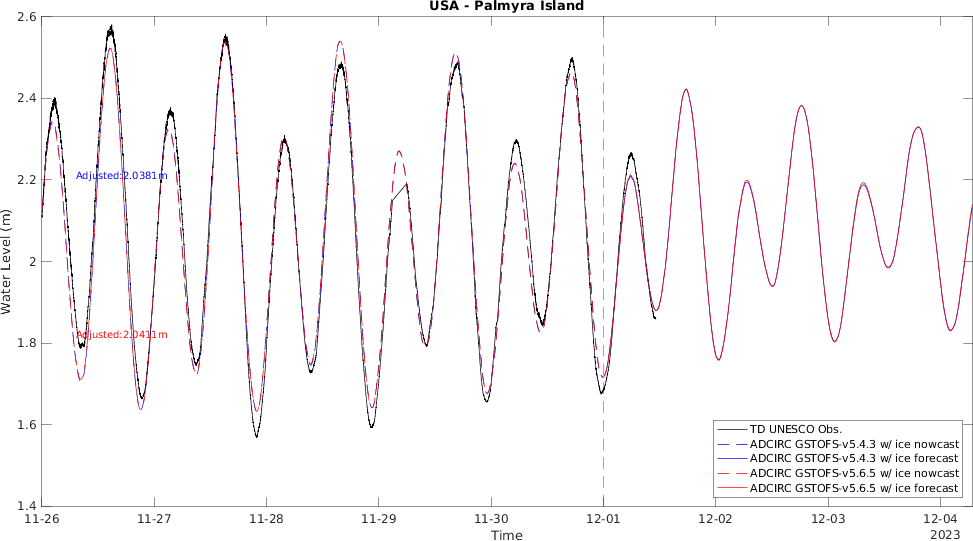 USA - Palmyra Island
2.6
2.4
2.2
2
1.8
1.6
1.4
Water Level (m)
Adjusted:2.0381m
Adjusted:2.0411m
TD UNESCO Obs.
ADCIRC GSTOFS-v5.4.3 w/ ice nowcast
ADCIRC GSTOFS-v5.4.3 w/ ice forecast
ADCIRC GSTOFS-v5.6.5 w/ ice nowcast
ADCIRC GSTOFS-v5.6.5 w/ ice forecast
11-26 11-27 11-28 11-29 11-30 12-01 12-02 12-03 12-04
Time
2023